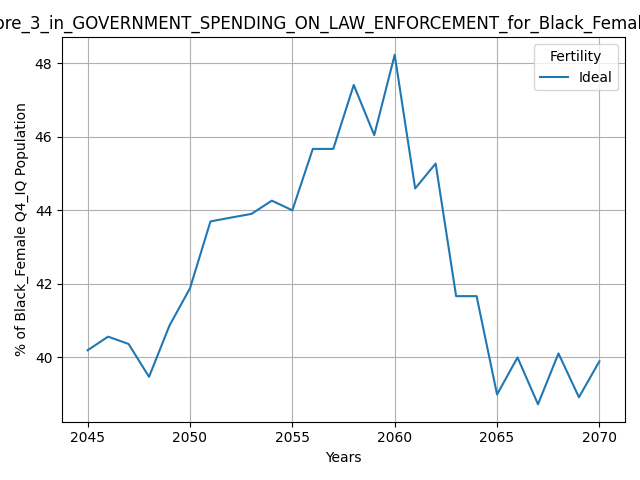 ore_3_in_GOVERNMENT_SPENDING_ON_LAW_ENFORCEMENT_for_Black_Femal
Fertility
Ideal
% of Black_Female Q4_IQ Population
48
46
44
42
40
2045 2050 2055 2060 2065 2070
Years